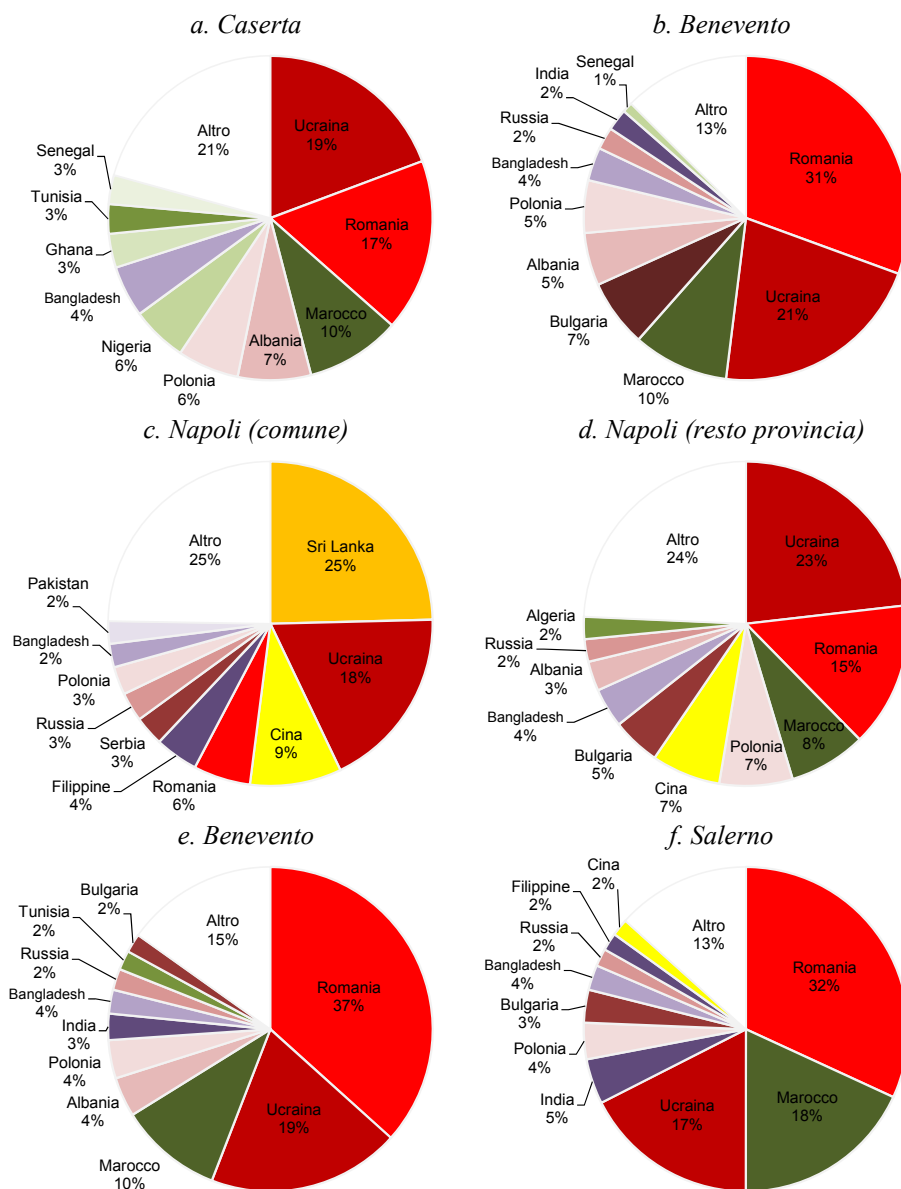 a. Caserta
Ucraina
19%
Romania
17%
Marocco
10%
Albania
7%
Polonia
6%
Nigeria
6%
Bangladesh
4%
Ghana
3%
Tunisia
3%
Senegal
3%
Altro
21%
b. Benevento
Romania
31%
Ucraina
21%
Marocco
10%
Bulgaria
7%
Albania
5%
Polonia
5%
Bangladesh
4%
Russia
2%
India
2%
Senegal
1%
Altro
13%
c. Napoli (comune)
Sri Lanka
25%
Ucraina
18%
Cina
9%
Romania
6%
Filippine
4%
Serbia
3%
Russia
3%
Polonia
3%
Bangladesh
2%
Pakistan
2%
Altro
25%
d. Napoli (resto provincia)
Ucraina
23%
Romania
15%
Marocco
8%
Polonia
7%
Cina
7%
Bulgaria
5%
Bangladesh
4%
Albania
3%
Russia
2%
Algeria
2%
Altro
24%
e. Benevento
Romania
37%
Ucraina
19%
Marocco
10%
Albania
4%
Polonia
4%
India
3%
Bangladesh
4%
Russia
2%
Tunisia
2%
Bulgaria
2%
Altro
15%
f. Salerno
Romania
32%
Marocco
18%
Ucraina
17%
India
5%
Polonia
4%
Bulgaria
3%
Bangladesh
4%
Russia
2%
Filippine
2%
Cina
2%
Altro
13%